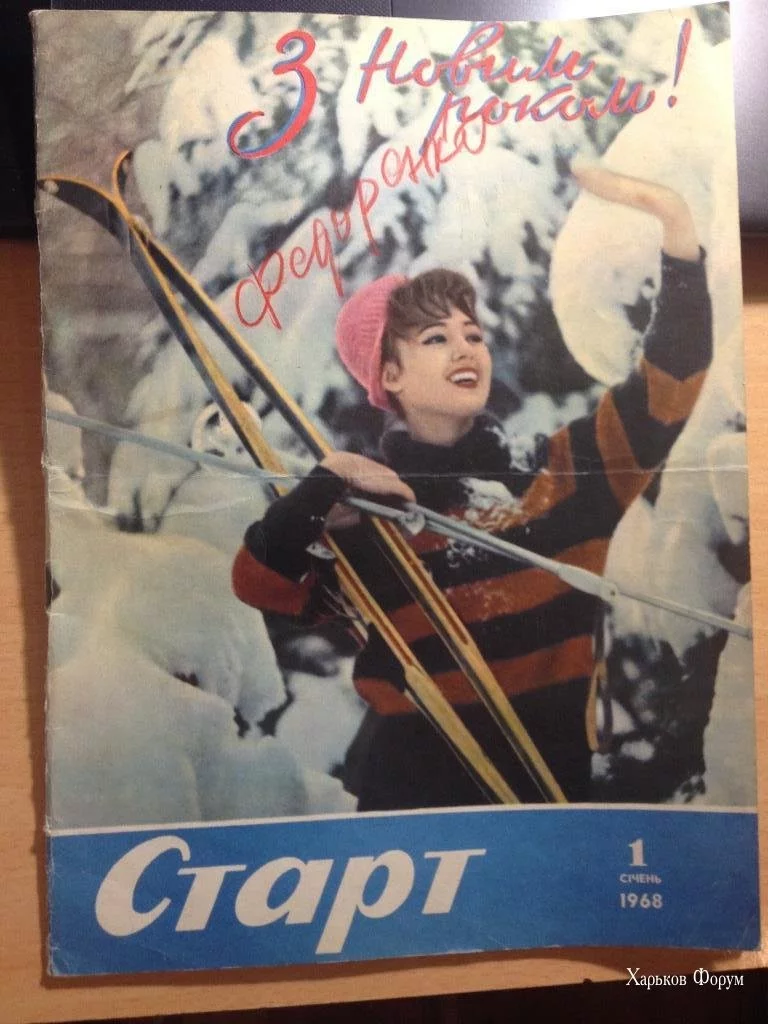 З Новим
роком!
Федоренко
Старт
1
СІЧЕНЬ
1968
Харьков Форум